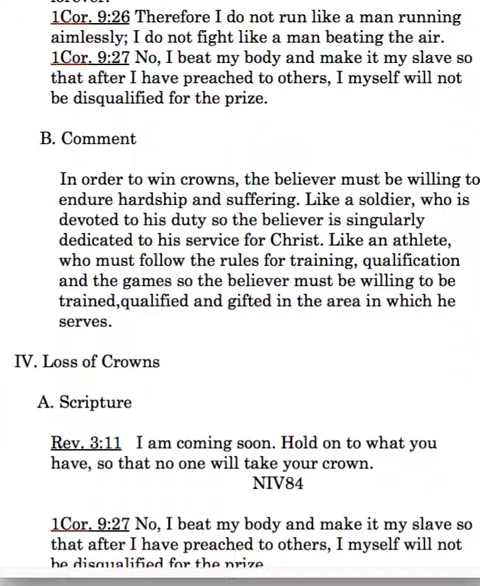 forever.
1Cor. 9:26 Therefore I do not run like a man running
aimlessly; I do not fight like a man beating the air.
1Cor. 9:27 No, I beat my body and make it my slave so
that after I have preached to others, I myself will not
be disqualified for the prize.
B. Comment
In order to win crowns, the believer must be willing to
endure hardship and suffering. Like a soldier, who is
devoted to his duty so the believer is singularly
dedicated to his service for Christ. Like an athlete,
who must follow the rules for training, qualification
and the games so the believer must be willing to be
trained,qualified and gifted in the area in which he
serves.
IV. Loss of Crowns
A. Scripture
Rev. 3:11 I am coming soon. Hold on to what you
have, so that no one will take your crown.
NIV84
1Cor. 9:27 No, I beat my body and make it my slave so
that after I have preached to others, I myself will not
be disqualified for the prize